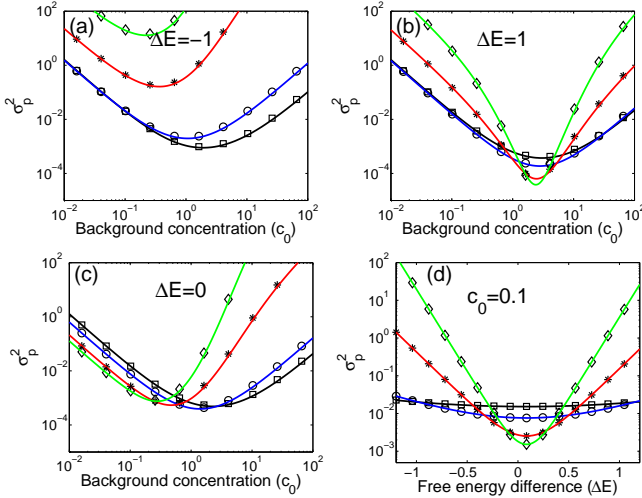 (a)
ΔE=−1
σ_p^2
10^2
10^0
10^−2
10^−4
10^−2
10^−1
10^0
10^1
10^2
Background concentration (c_0)
(b)
ΔE=1
σ_p^2
10^2
10^0
10^−2
10^−4
10^−2
10^−1
10^0
10^1
10^2
Background concentration (c_0)
(c)
ΔE=0
σ_p^2
10^2
10^0
10^−2
10^−4
10^−2
10^−1
10^0
10^1
10^2
Background concentration (c_0)
(d)
c_0=0.1
σ_p^2
10^2
10^1
10^0
10^−1
10^−2
10^−3
−1
−0.5
0
0.5
1
Free energy difference (ΔE)